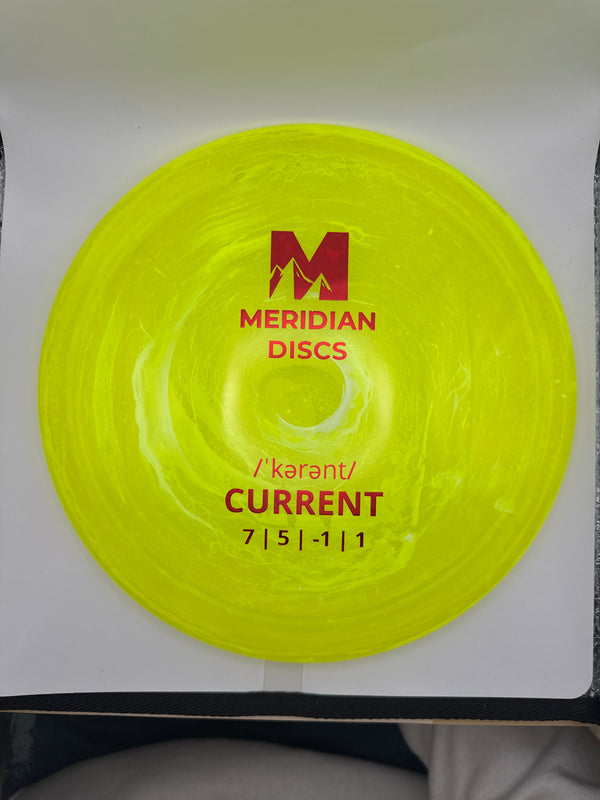 M
MERIDIAN
DISCS
/ˈkərənt/
CURRENT
7 | 5 | -1 | 1